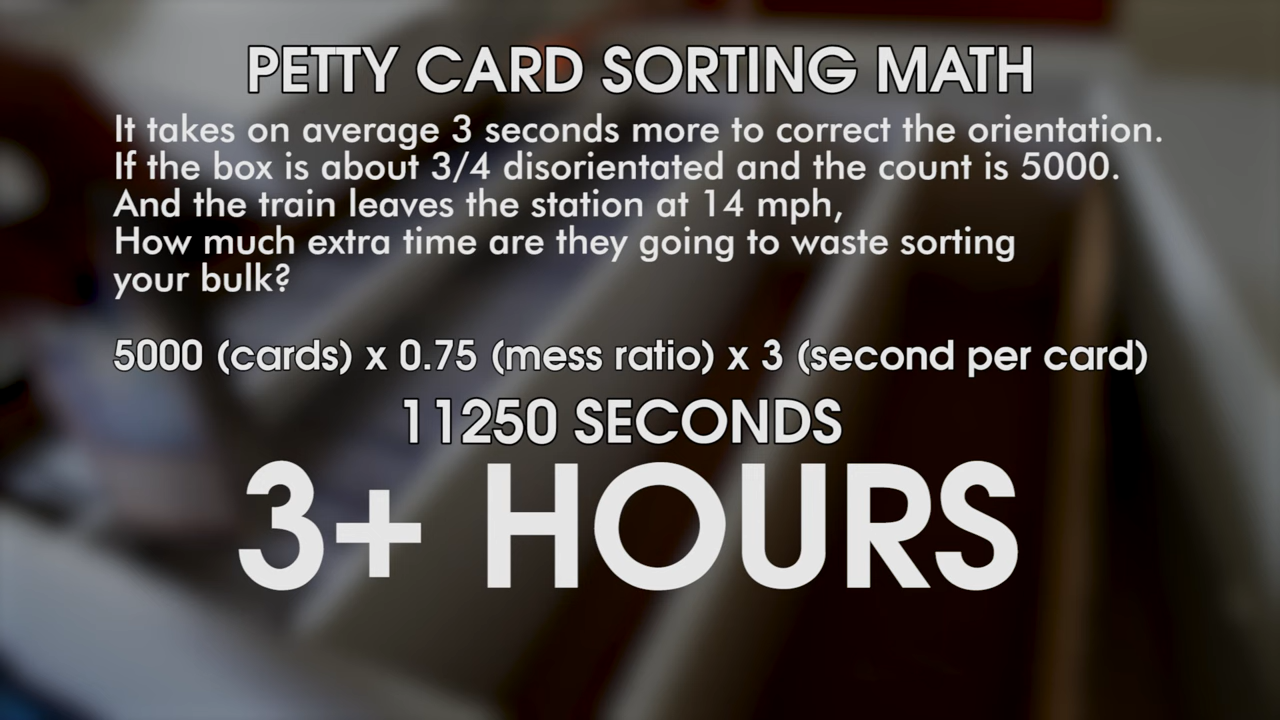 PETTY CARD SORTING MATH
It takes on average 3 seconds more to correct the orientation.
If the box is about 3/4 disorientated and the count is 5000.
And the train leaves the station at 14 mph,
How much extra time are they going to waste sorting
your bulk?
5000 (cards) x 0.75 (mess ratio) x 3 (second per card)
11250 SECONDS
3+ HOURS